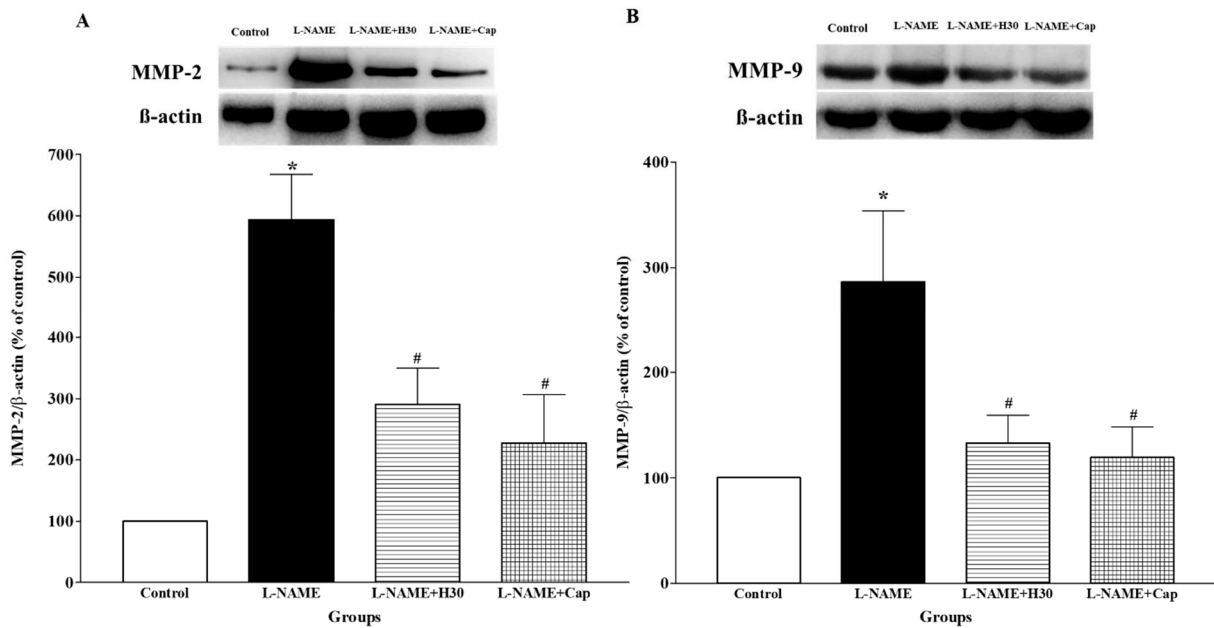 A
Control L-NAME L-NAME+H30 L-NAME+Cap
MMP-2
ß-actin
700
600
500
400
300
200
100
0
MMP-2/β-actin (% of control)
*
#
#
Control L-NAME L-NAME+H30 L-NAME+Cap
Groups
B
Control L-NAME L-NAME+H30 L-NAME+Cap
MMP-9
ß-actin
400
300
200
100
0
MMP-9/β-actin (% of control)
*
#
#
Control L-NAME L-NAME+H30 L-NAME+Cap
Groups